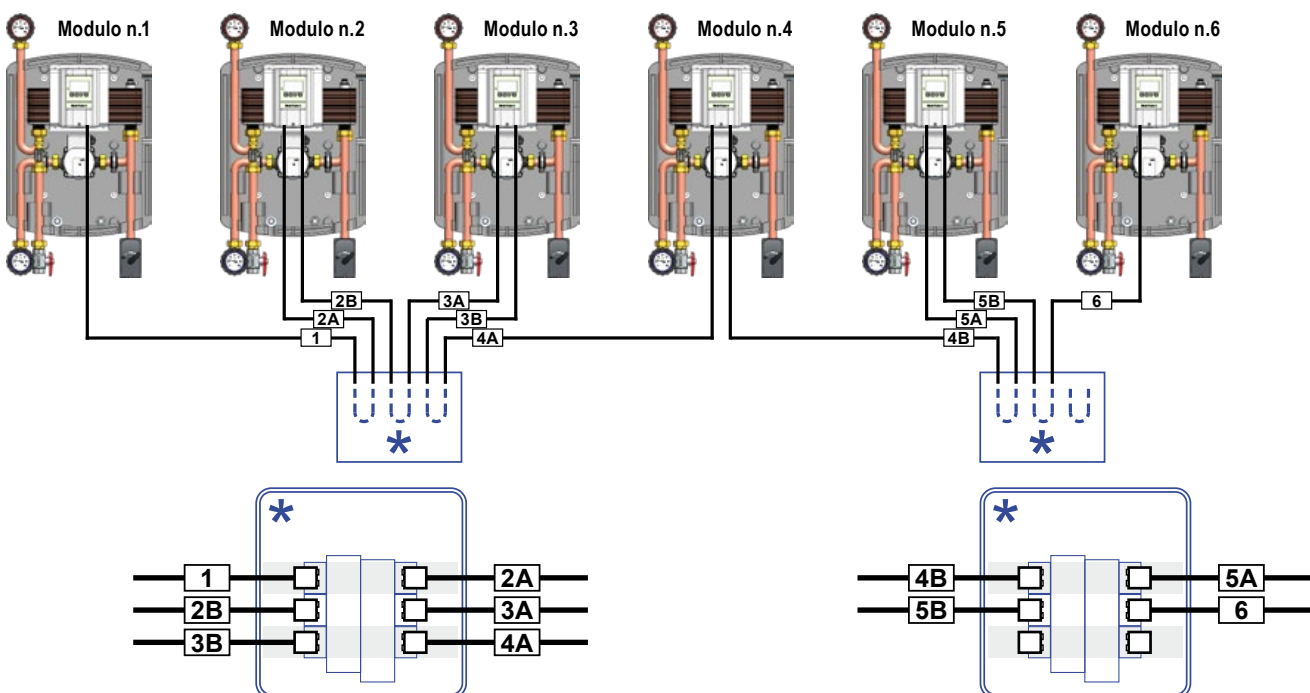 Modulo n.1 Modulo n.2 Modulo n.3 Modulo n.4 Modulo n.5 Modulo n.6
2B 3A 5B 6
2A 3B 5A
1 4A 4B
* *
* *
1 2A 4B 5A
2B 3A 5B 6
3B 4A